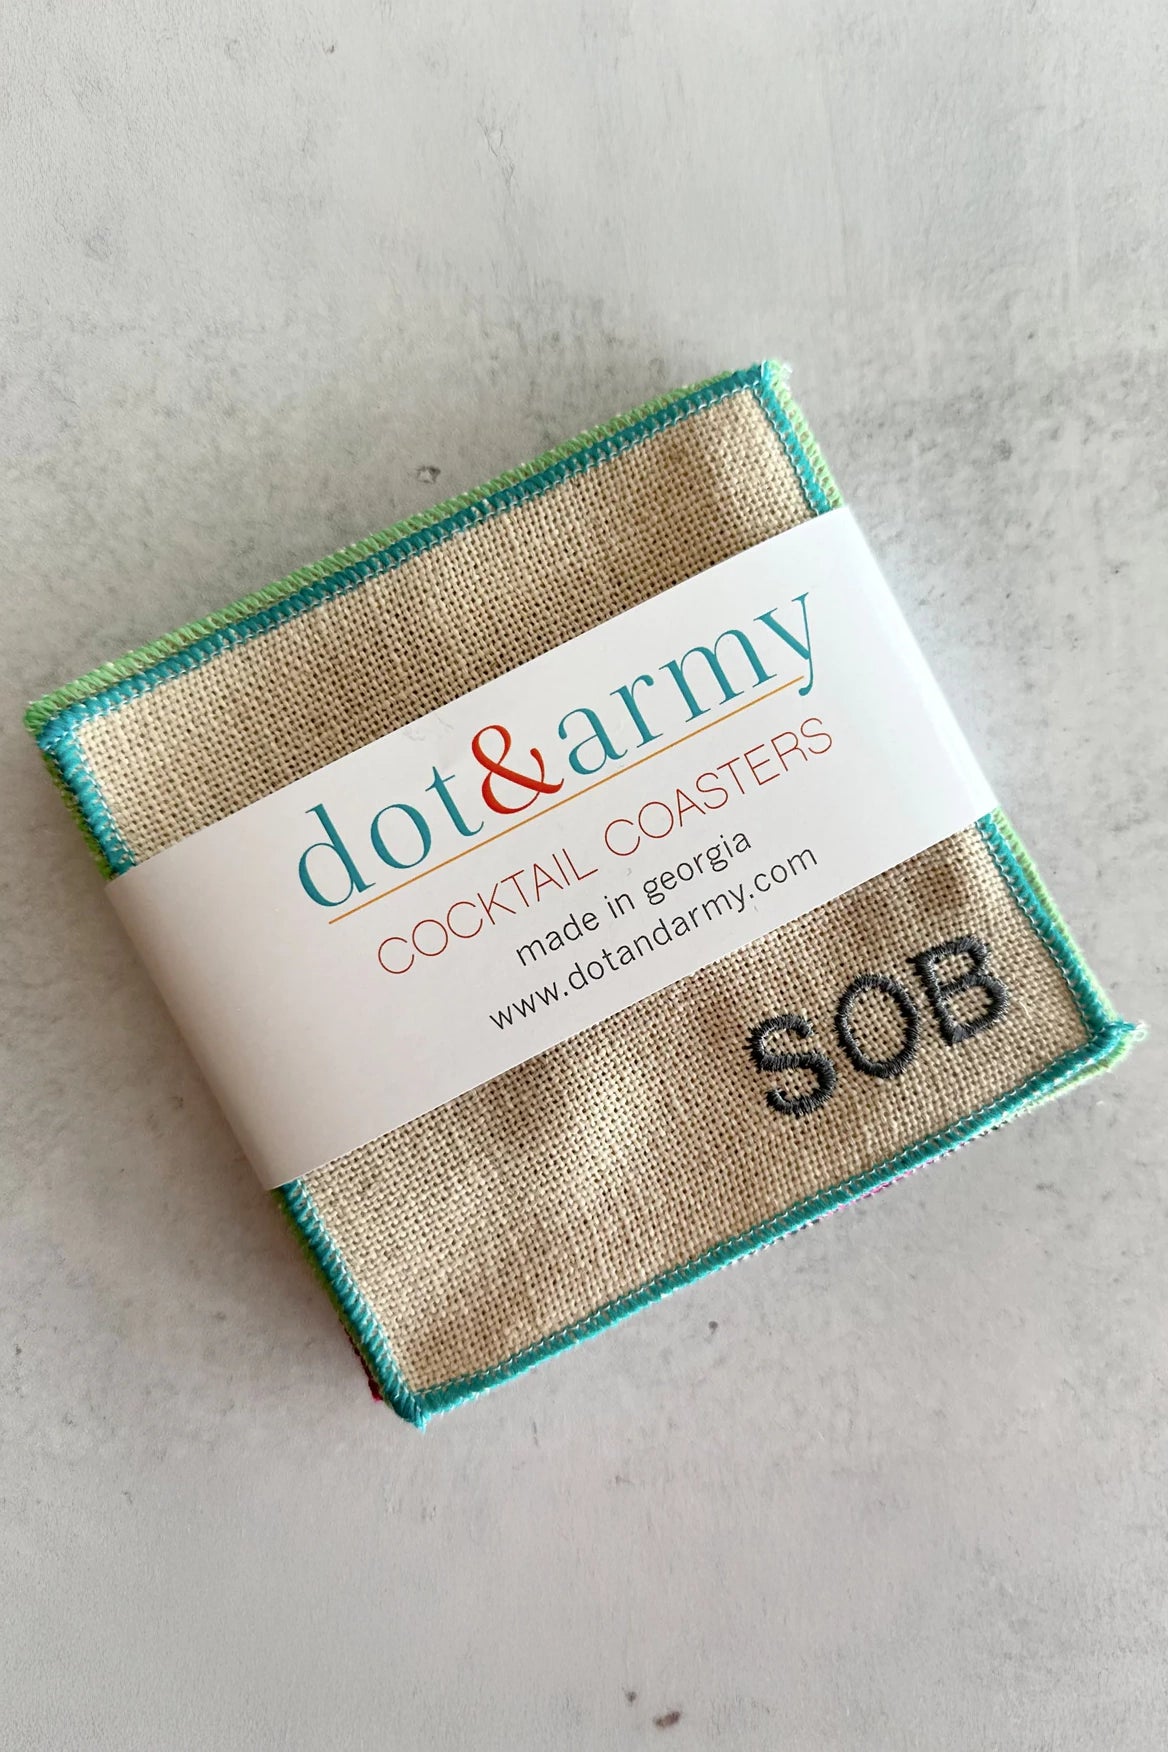 dot&army
COCKTAIL COASTERS
made in georgia
www.dotandarmy.com
SOB